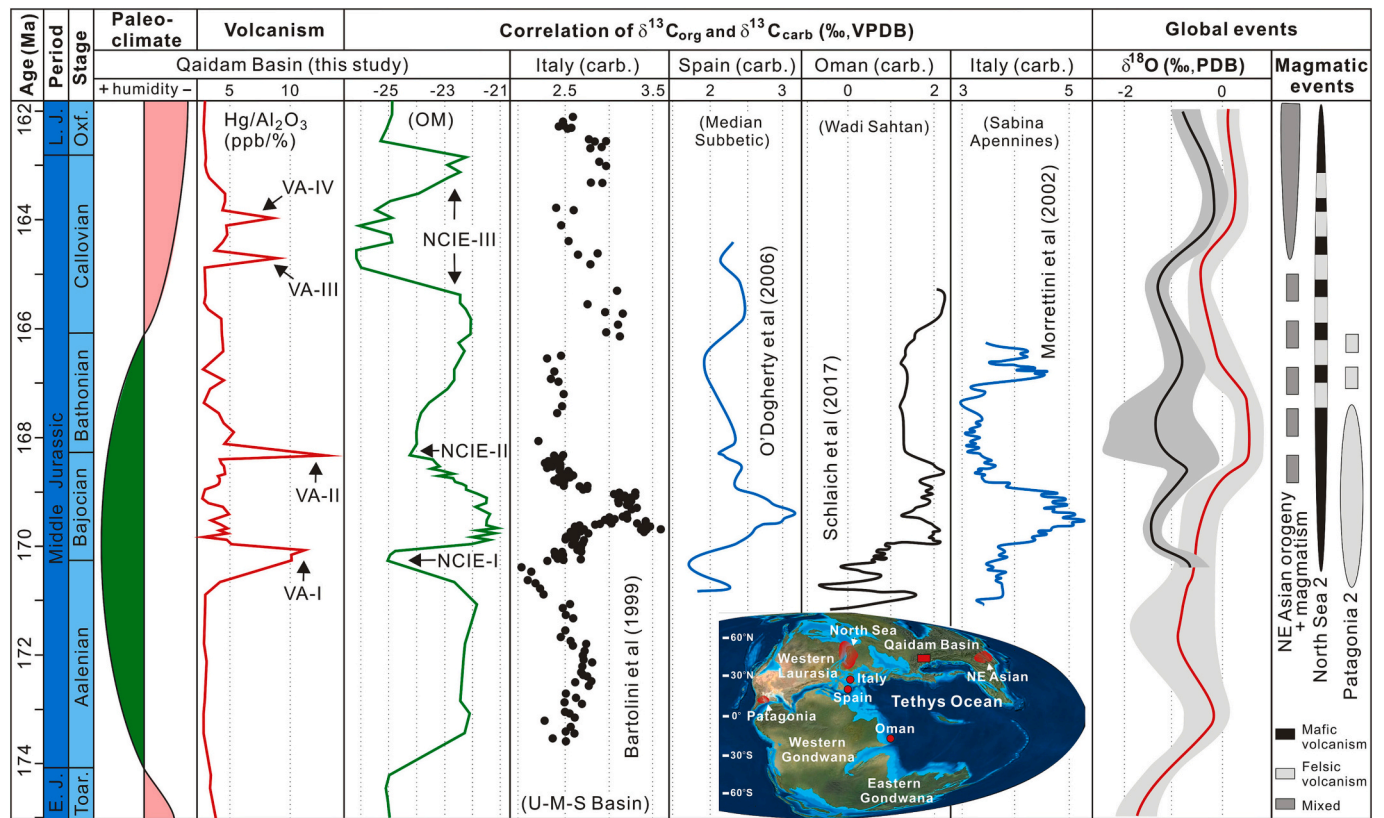 Age (Ma)
Period
Stage
Paleo-
climate
Volcanism
Correlation of δ¹³Corg and δ¹³Ccarb (‰,VPDB)
Global events
Qaidam Basin (this study)
Italy (carb.)
Spain (carb.)
Oman (carb.)
Italy (carb.)
δ¹⁸O (‰,PDB)
Magmatic
events
+ humidity −
5 10
-25 -23 -21
2.5 3.5
2 3
0 2
3 4 5
-2 0
162
164
166
168
170
172
174
L. J.
Middle Jurassic
E. J.
Oxf.
Callovian
Bathonian
Bajocian
Aalenian
Toar.
Hg/Al₂O₃
(ppb/%)
VA-IV
VA-III
VA-II
VA-I
(OM)
NCIE-III
NCIE-II
NCIE-I
Bartolini et al (1999)
(U-M-S Basin)
(Median
Subbetic)
O'Dogherty et al (2006)
(Wadi Sahtan)
Schlaich et al (2017)
(Sabina
Apennines)
Morrettini et al (2002)
NE Asian orogeny
+ magmatism
North Sea 2
Patagonia 2
Mafic
volcanism
Felsic
volcanism
Mixed
60°N
30°N
0°
30°S
60°S
North Sea
Qaidam Basin
Western
Laurasia
Italy
NE Asian
Spain
Tethys Ocean
Patagonia
Oman
Western
Gondwana
Eastern
Gondwana